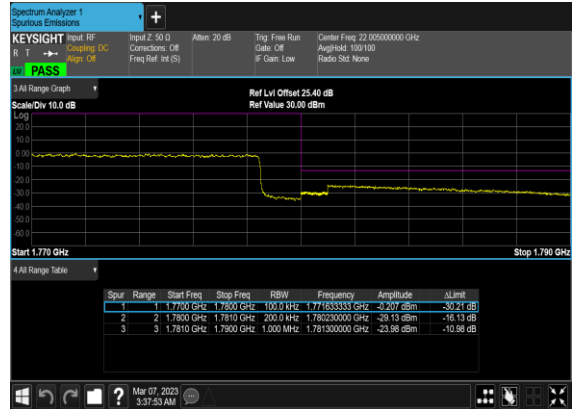 Spectrum Analyzer 1
Spurious Emissions
+
KEYSIGHT Input: RF Input Z: 50 Ω Atten: 20 dB Trig: Free Run Center Freq: 22.005000000 GHz
R T Coupling: DC Corrections: Off Gate: Off Avg|Hold: 100/100
Align: Off Freq Ref: Int (S) IF Gain: Low Radio Std: None
PASS
3 All Range Graph
Ref Lvl Offset 25.40 dB
Scale/Div 10.0 dB Ref Value 30.00 dBm
Log
20.0
10.0
0.00
-10.0
-20.0
-30.0
-40.0
-50.0
-60.0
Start 1.770 GHz Stop 1.790 GHz
4 All Range Table
Spur Range Start Freq Stop Freq RBW Frequency Amplitude ΔLimit
1 1 1.7700 GHz 1.7800 GHz 100.0 kHz 1.771633333 GHz -0.207 dBm -30.21 dB
2 2 1.7800 GHz 1.7810 GHz 200.0 kHz 1.780230000 GHz -29.13 dBm -16.13 dB
3 3 1.7810 GHz 1.7900 GHz 1.000 MHz 1.781300000 GHz -23.98 dBm -10.98 dB
? Mar 07, 2023
3:37:53 AM